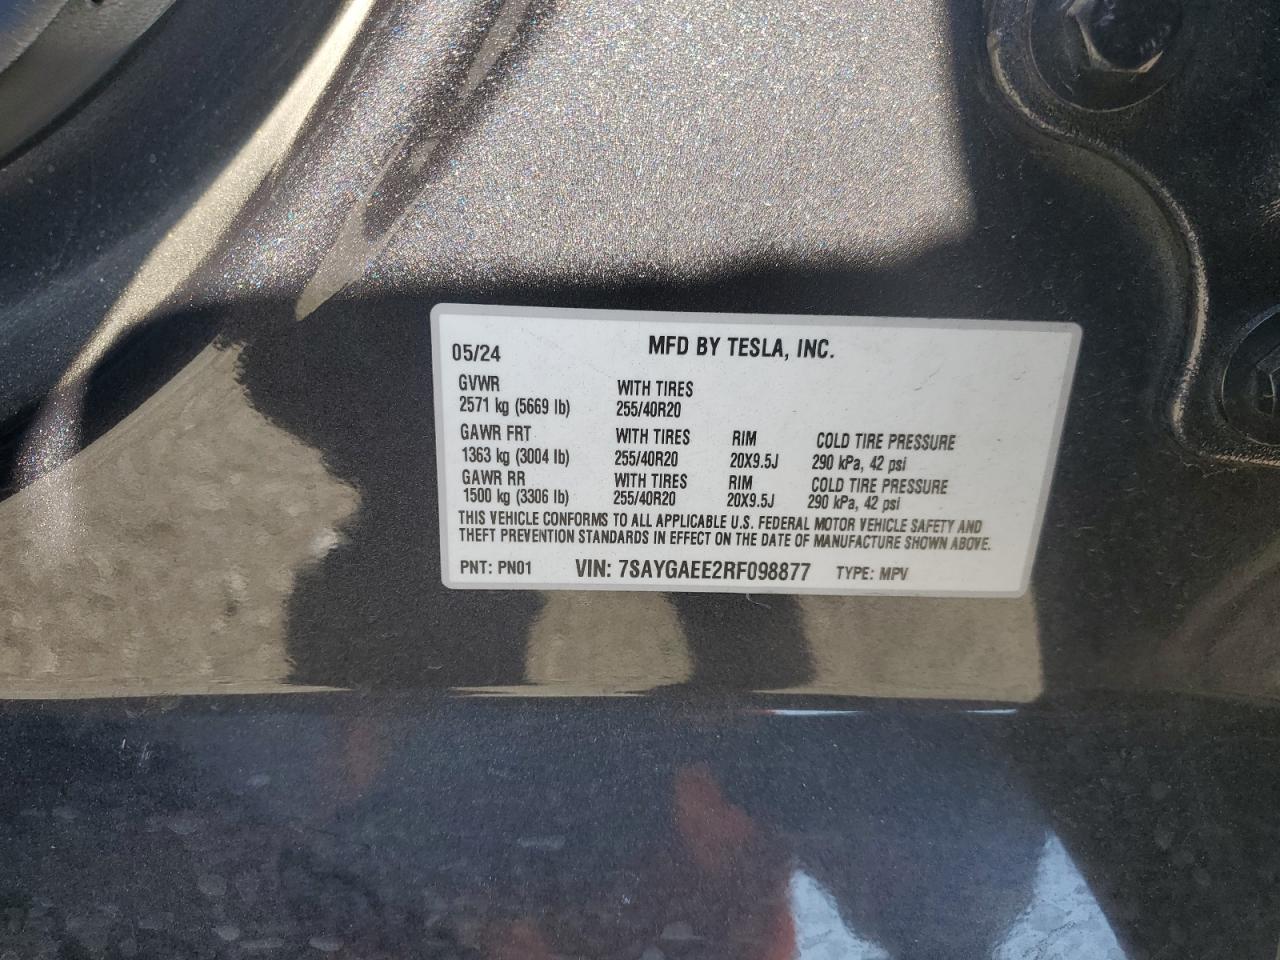 05/24 MFD BY TESLA, INC.
GVWR WITH TIRES
2571 kg (5669 lb) 255/40R20
GAWR FRT WITH TIRES RIM COLD TIRE PRESSURE
1363 kg (3004 lb) 255/40R20 20X9.5J 290 kPa, 42 psi
GAWR RR WITH TIRES RIM COLD TIRE PRESSURE
1500 kg (3306 lb) 255/40R20 20X9.5J 290 kPa, 42 psi
THIS VEHICLE CONFORMS TO ALL APPLICABLE U.S. FEDERAL MOTOR VEHICLE SAFETY AND
THEFT PREVENTION STANDARDS IN EFFECT ON THE DATE OF MANUFACTURE SHOWN ABOVE.
PNT: PN01 VIN: 7SAYGAEE2RF098877 TYPE: MPV